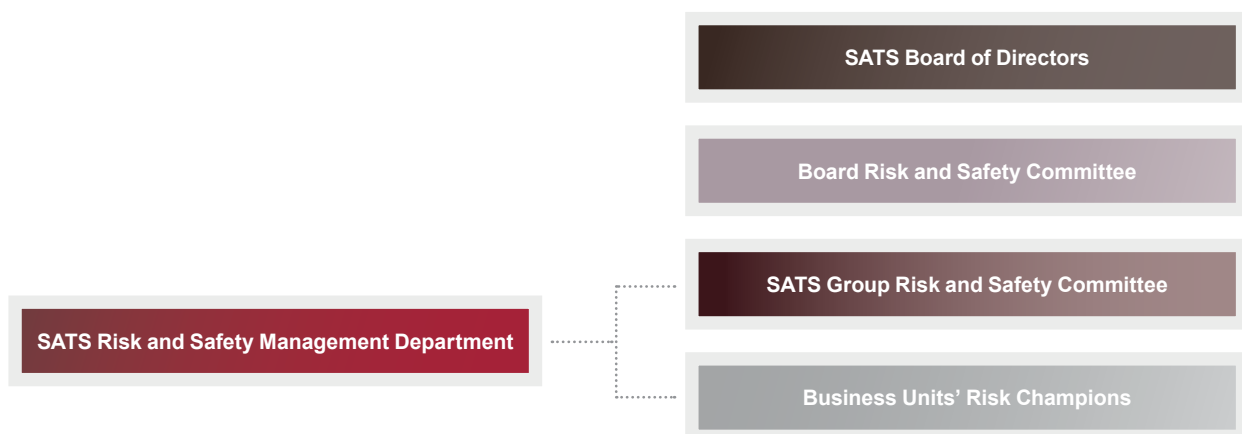 SATS Board of Directors
Board Risk and Safety Committee
SATS Group Risk and Safety Committee
SATS Risk and Safety Management Department
Business Units’ Risk Champions